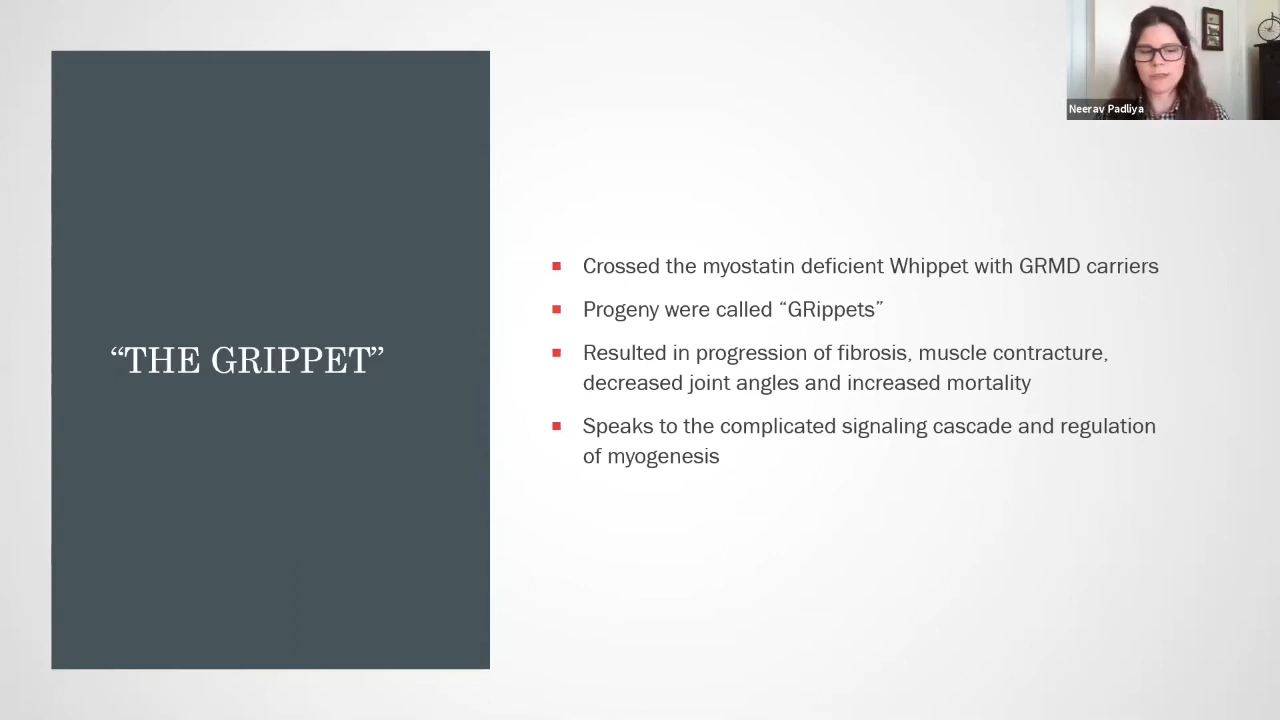 Neerav Padliya
“THE GRIPPET”
▪ Crossed the myostatin deficient Whippet with GRMD carriers
▪ Progeny were called “GRippets”
▪ Resulted in progression of fibrosis, muscle contracture,
decreased joint angles and increased mortality
▪ Speaks to the complicated signaling cascade and regulation
of myogenesis